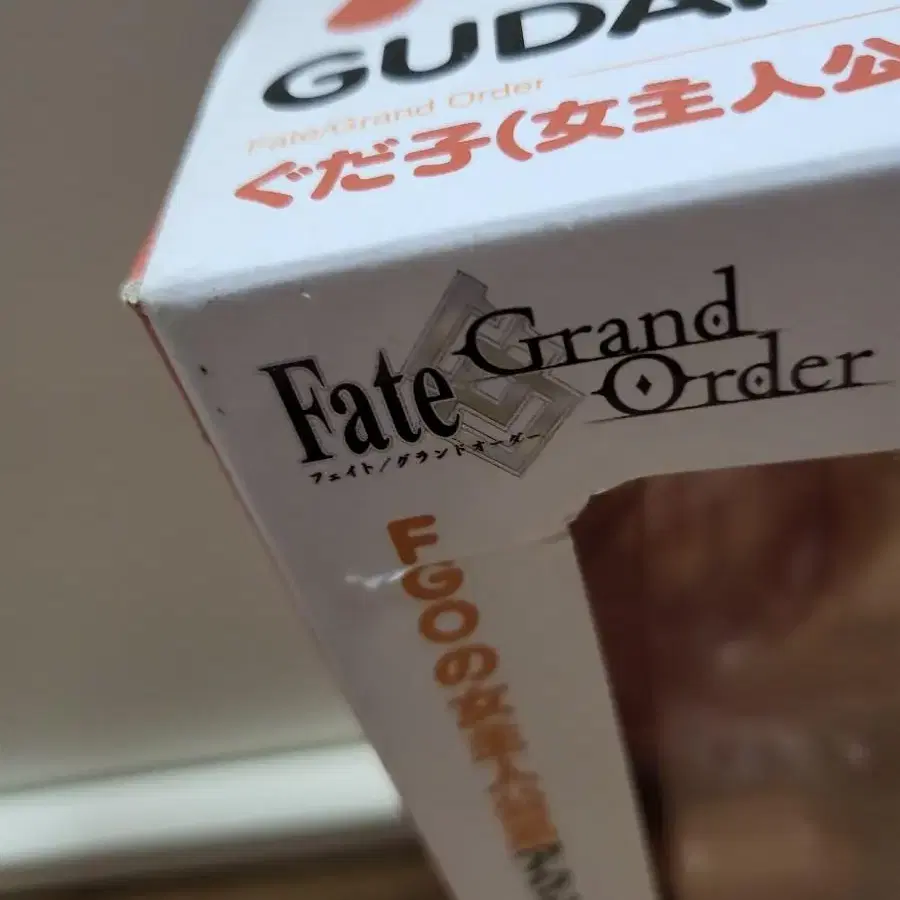 GUDA
Fate/Grand Order
ぐだ子(女主人公
Fate
Grand
Order
フェイト/グランドオーダー
FGOの女主人公